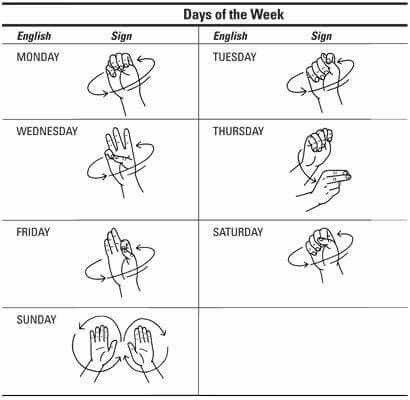 Days of the Week
English Sign English Sign
MONDAY TUESDAY
WEDNESDAY THURSDAY
FRIDAY SATURDAY
SUNDAY